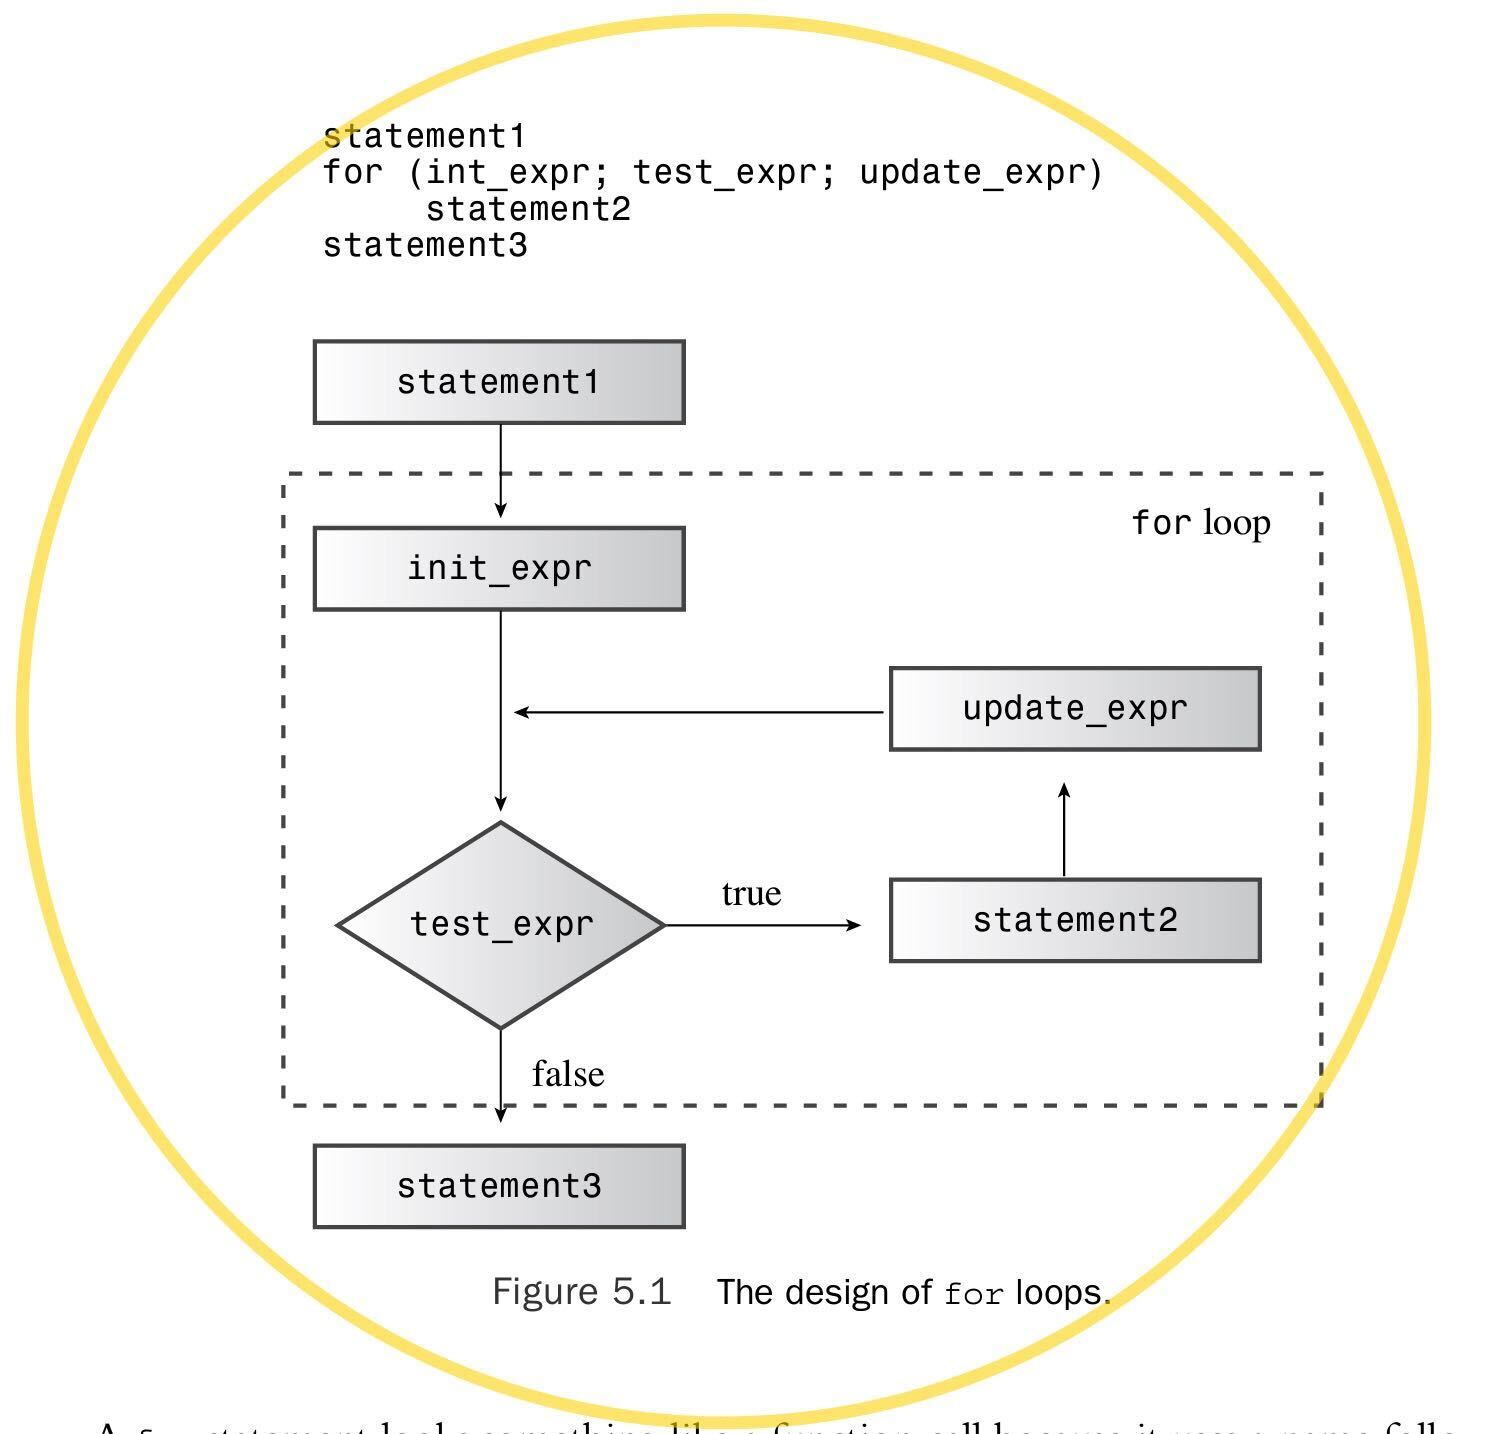 statement1
for (int_expr; test_expr; update_expr)
statement2
statement3
statement1
for loop
init_expr
update_expr
true
test_expr
statement2
false
statement3
Figure 5.1 The design of for loops.